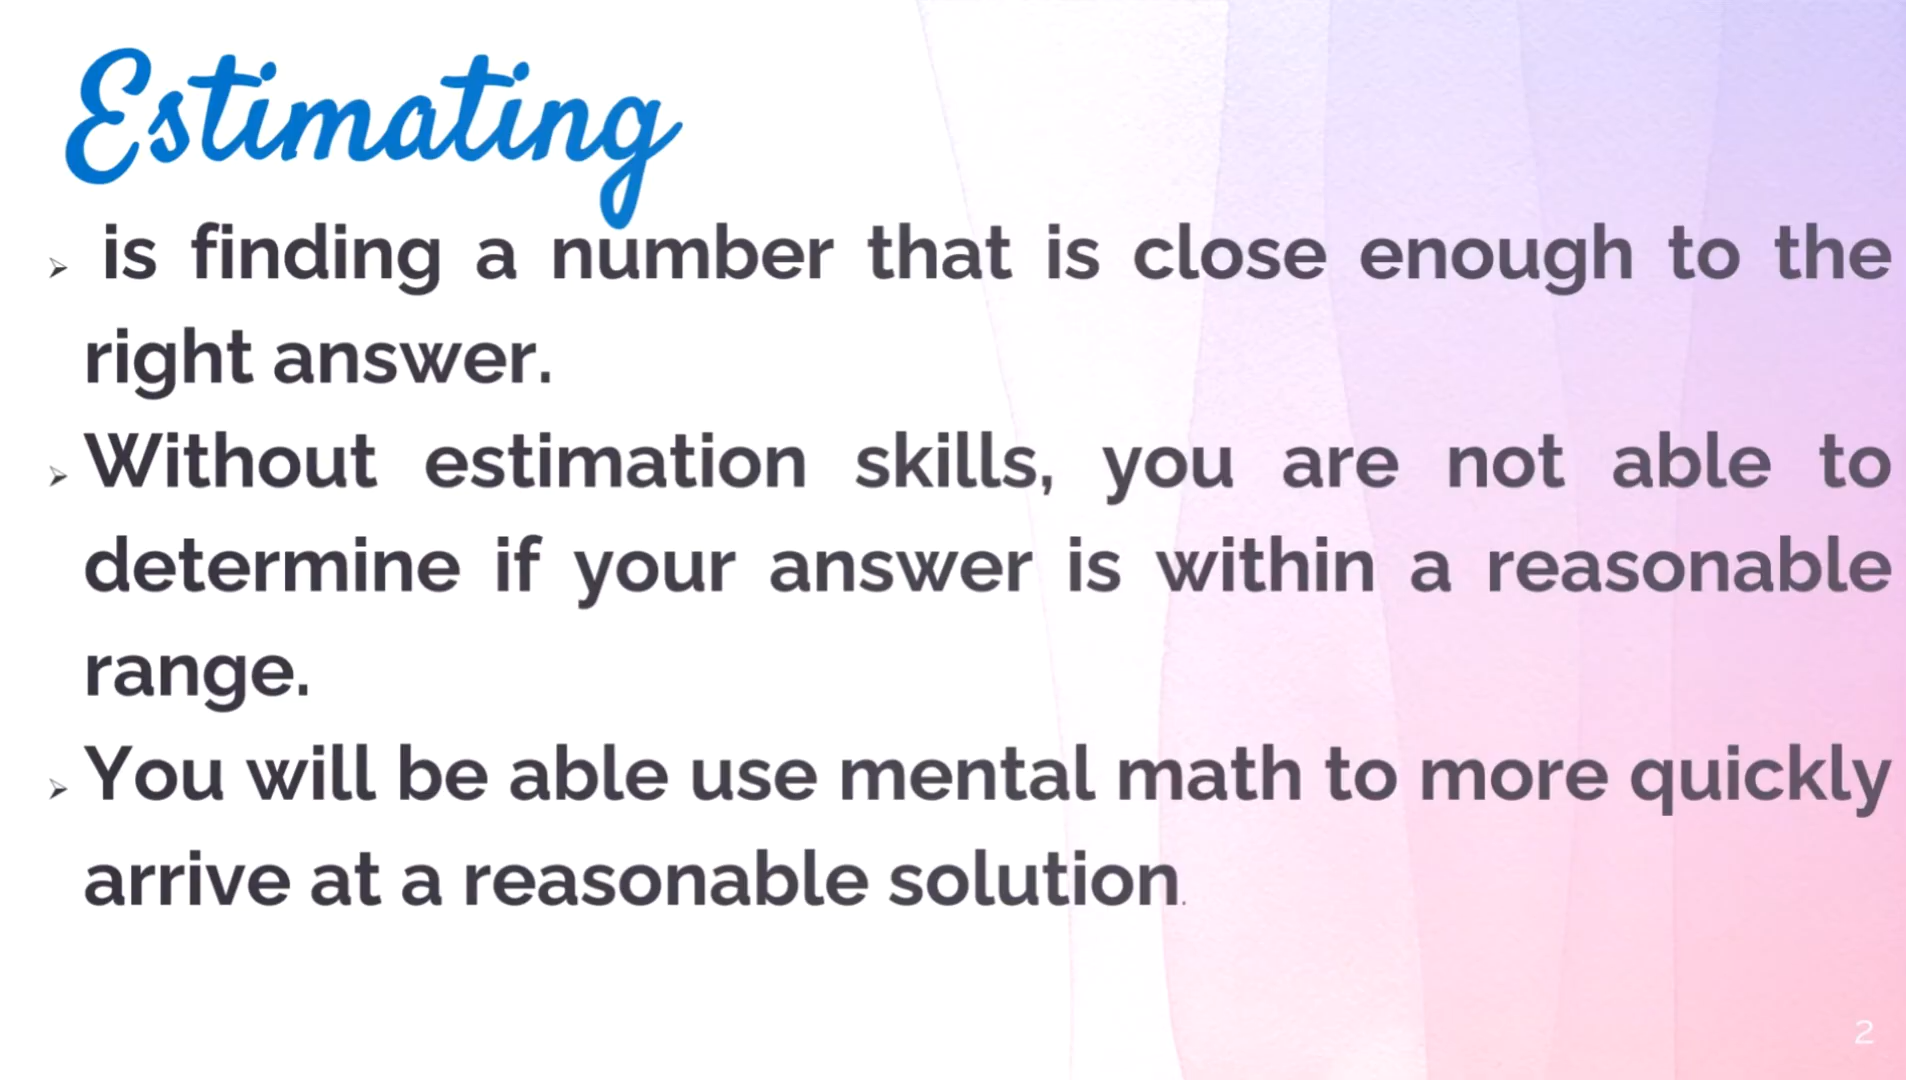 Estimating
➢ is finding a number that is close enough to the
right answer.
➢ Without estimation skills, you are not able to
determine if your answer is within a reasonable
range.
➢ You will be able use mental math to more quickly
arrive at a reasonable solution.
2